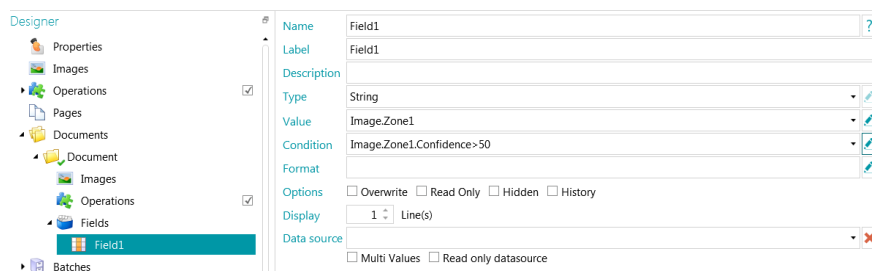 Designer
Properties
Images
Operations
Pages
Documents
Document
Images
Operations
Fields
Field1
Batches
Name Field1 ?
Label Field1
Description
Type String
Value Image.Zone1
Condition Image.Zone1.Confidence>50
Format
Options Overwrite Read Only Hidden History
Display 1 Line(s)
Data source
Multi Values Read only datasource